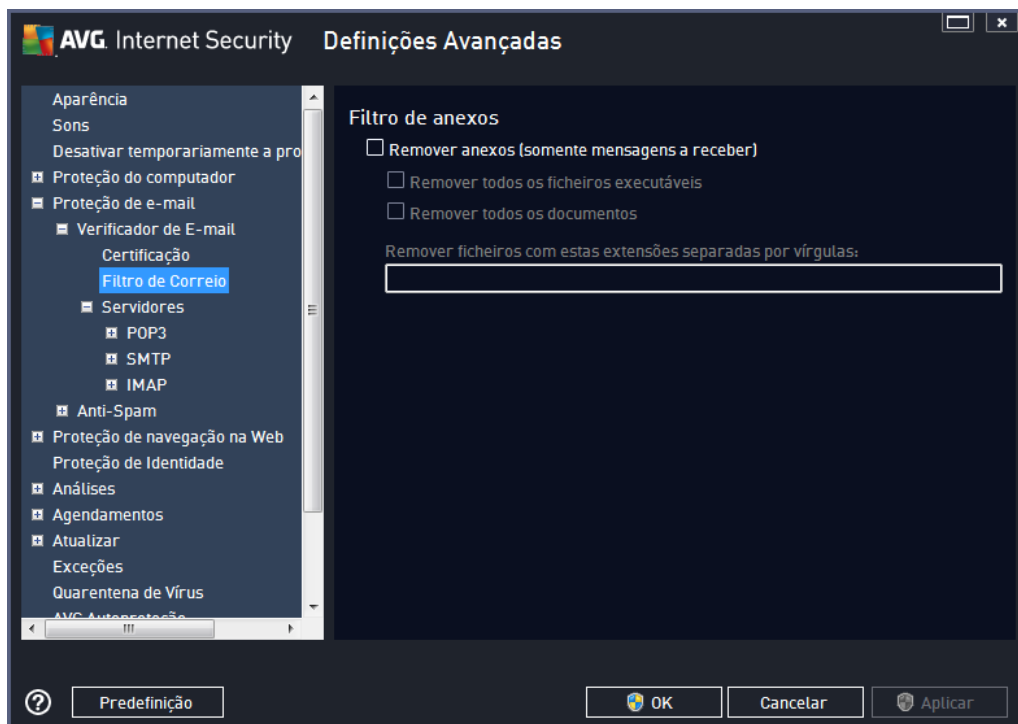 AVG. Internet Security
Definições Avançadas
Aparência
Sons
Desativar temporariamente a pro
Proteção do computador
Proteção de e-mail
Verificador de E-mail
Certificação
Filtro de Correio
Servidores
POP3
SMTP
IMAP
Anti-Spam
Proteção de navegação na Web
Proteção de Identidade
Análises
Agendamentos
Atualizar
Exceções
Quarentena de Vírus
AVG Autoproteção
Filtro de anexos
Remover anexos (somente mensagens a receber)
Remover todos os ficheiros executáveis
Remover todos os documentos
Remover ficheiros com estas extensões separadas por vírgulas:
Predefinição
OK
Cancelar
Aplicar